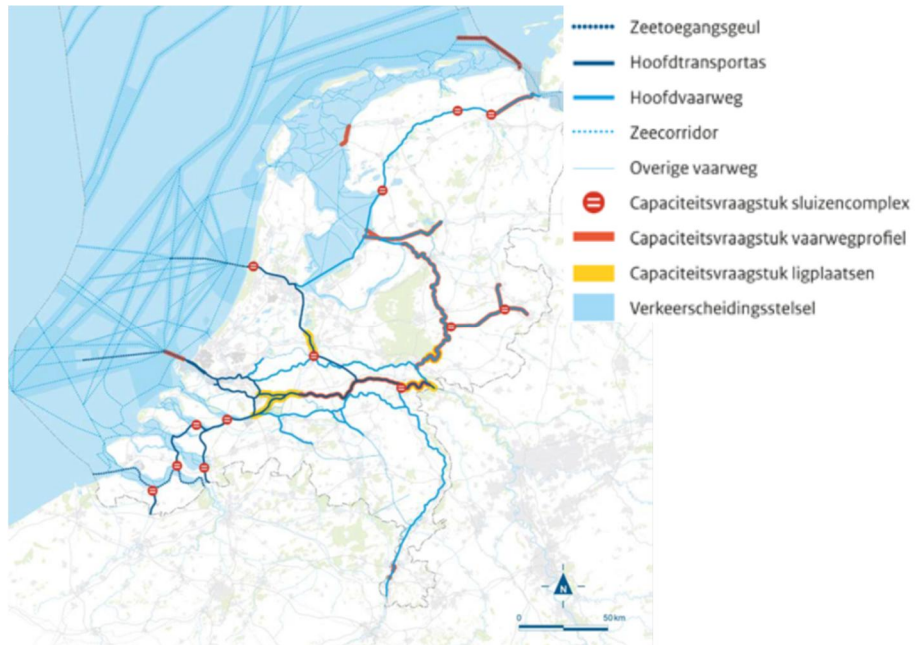 Zeetoegangsgeul
Hoofdtransportas
Hoofdvaarweg
Zeecorridor
Overige vaarweg
Capaciteitsvraagstuk sluizencomplex
Capaciteitsvraagstuk vaarwegprofiel
Capaciteitsvraagstuk ligplaatsen
Verkeerscheidingsstelsel
N
0 50 km